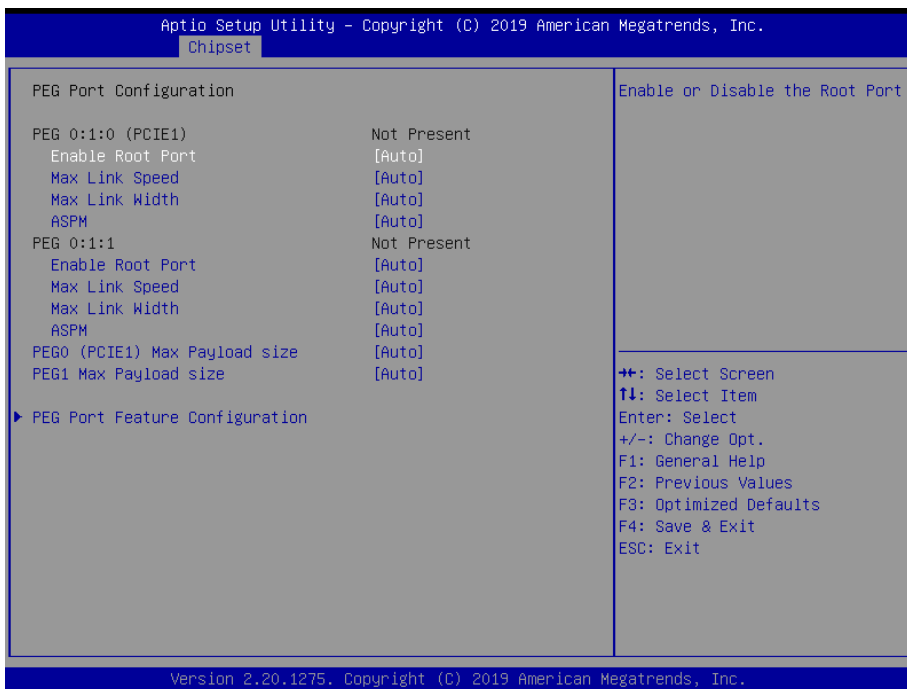 Aptio Setup Utility – Copyright (C) 2019 American Megatrends, Inc.
Chipset
PEG Port Configuration
Enable or Disable the Root Port
PEG 0:1:0 (PCIE1) Not Present
Enable Root Port [Auto]
Max Link Speed [Auto]
Max Link Width [Auto]
ASPM [Auto]
PEG 0:1:1 Not Present
Enable Root Port [Auto]
Max Link Speed [Auto]
Max Link Width [Auto]
ASPM [Auto]
PEG0 (PCIE1) Max Payload size [Auto]
PEG1 Max Payload size [Auto]
PEG Port Feature Configuration
→←: Select Screen
↑↓: Select Item
Enter: Select
+/-: Change Opt.
F1: General Help
F2: Previous Values
F3: Optimized Defaults
F4: Save & Exit
ESC: Exit
Version 2.20.1275. Copyright (C) 2019 American Megatrends, Inc.